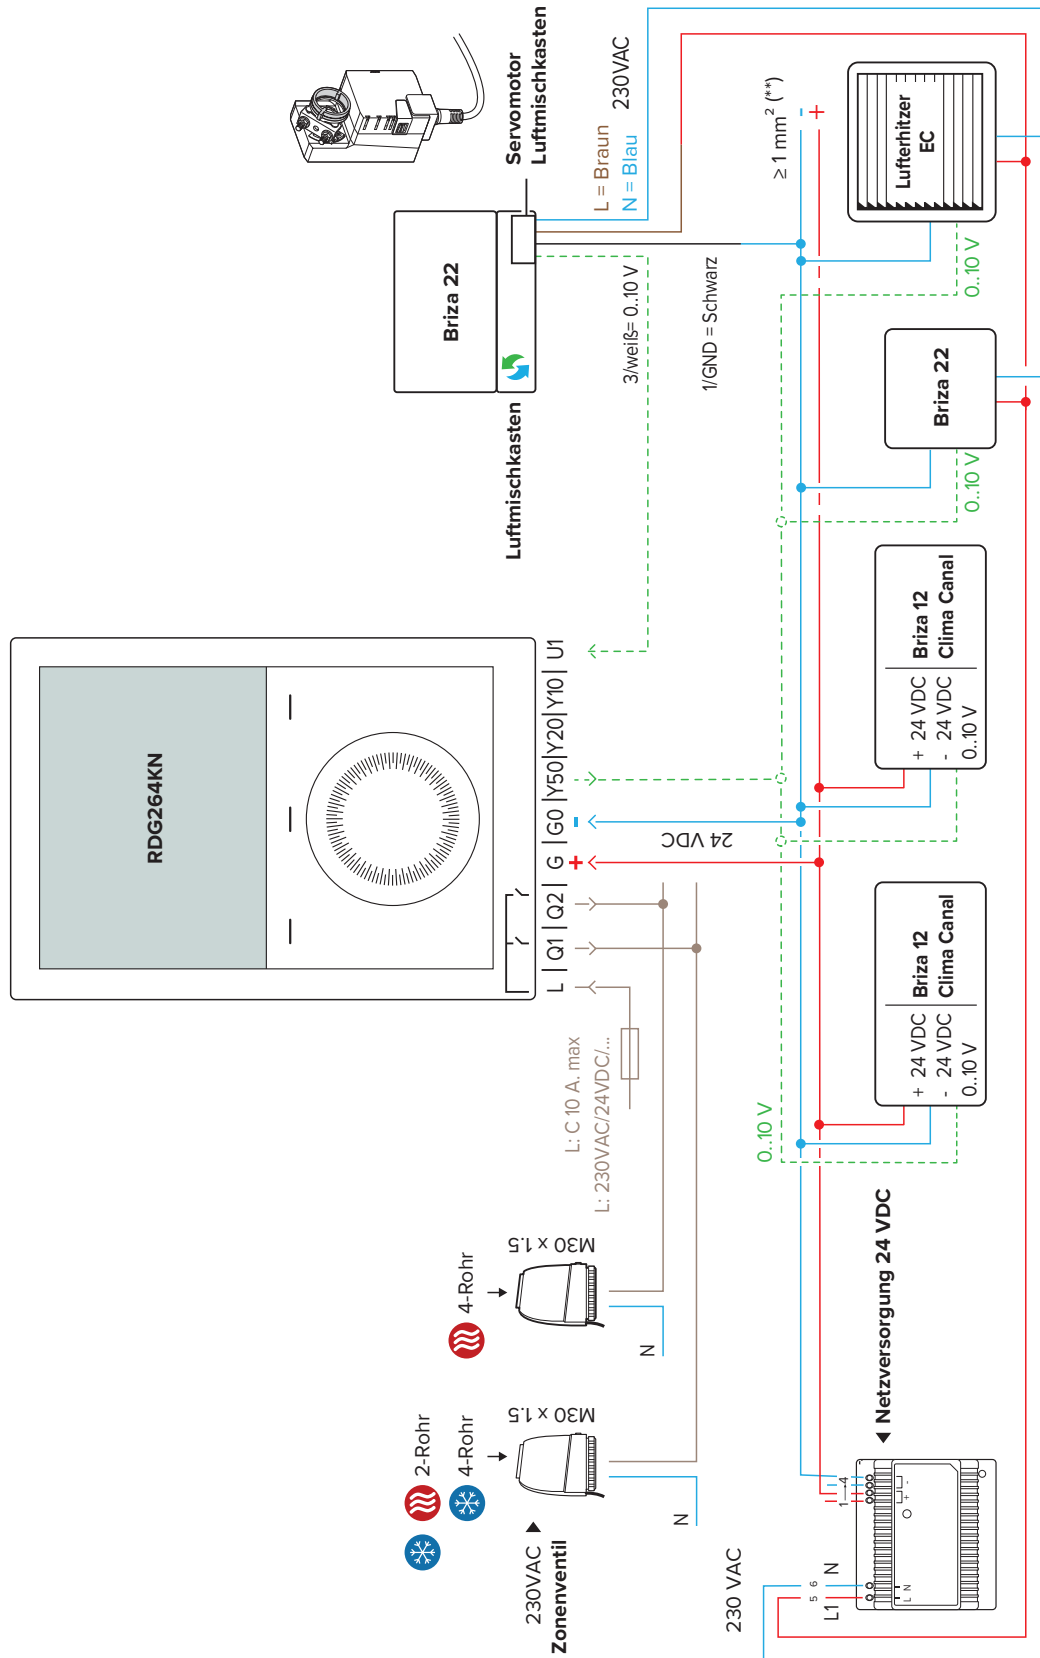 Servomotor
Luftmischkasten
Briza 22
L = Braun
N = Blau
230VAC
Luftmischkasten
3/weiß= 0..10 V
1/GND = Schwarz
≥ 1 mm² (**)
- +
Lufterhitzer
EC
0..10 V
Briza 22
0..10 V
RDG264KN
L | Q1 | Q2 | G | G0 | Y50 | Y20 | Y10 | U1
+ -
24 VDC
L: C 10 A. max
L: 230VAC/24VDC/...
Briza 12
Clima Canal
+ 24 VDC
- 24 VDC
0..10 V
Briza 12
Clima Canal
+ 24 VDC
- 24 VDC
0..10 V
0..10 V
4-Rohr
M30 x 1.5
N
2-Rohr
4-Rohr
M30 x 1.5
N
230VAC
Zonenventil
Netzversorgung 24 VDC
1 4
+ -
230 VAC
L1 N
5 6
L N